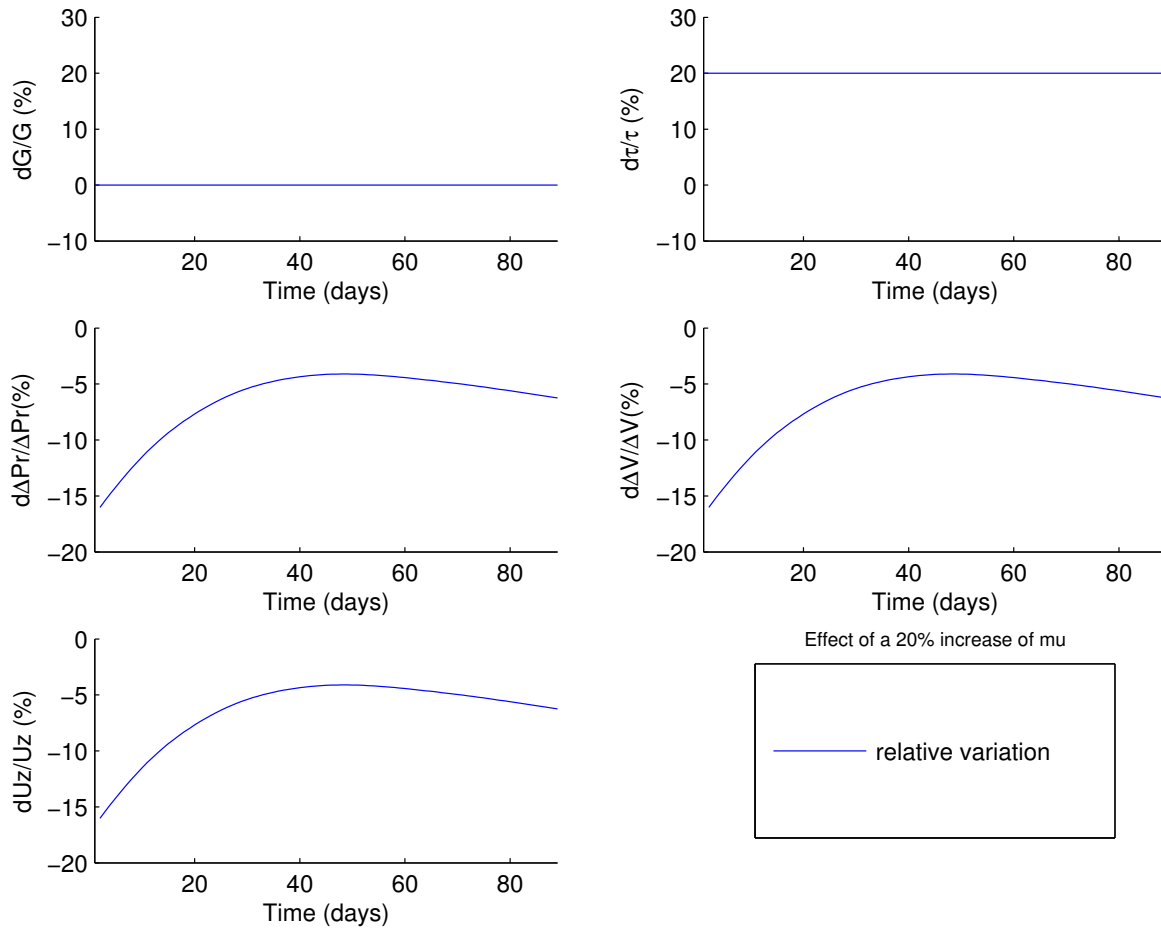 30
20
10
0
−10
dG/G (%)
20 40 60 80
Time (days)
30
20
10
0
−10
dτ/τ (%)
20 40 60 80
Time (days)
0
−5
−10
−15
−20
dΔPr/ΔPr(%)
20 40 60 80
Time (days)
0
−5
−10
−15
−20
dΔV/ΔV(%)
20 40 60 80
Time (days)
0
−5
−10
−15
−20
dUz/Uz (%)
20 40 60 80
Time (days)
Effect of a 20% increase of mu
relative variation